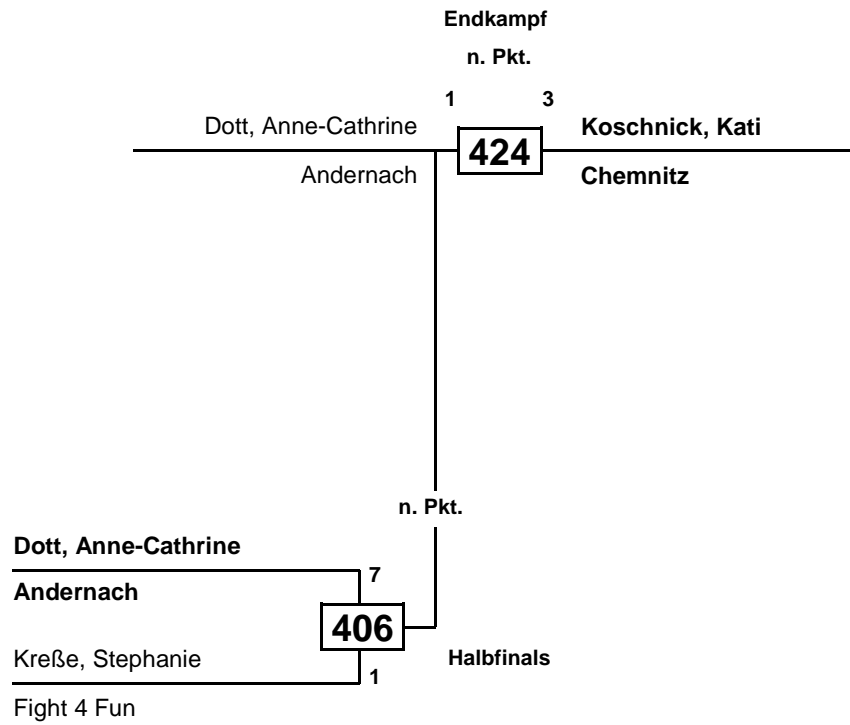 Endkampf
n. Pkt.
1 3
Dott, Anne-Cathrine 424 Koschnick, Kati
Andernach Chemnitz
n. Pkt.
Dott, Anne-Cathrine
7
Andernach
406
Kreße, Stephanie Halbfinals
1
Fight 4 Fun